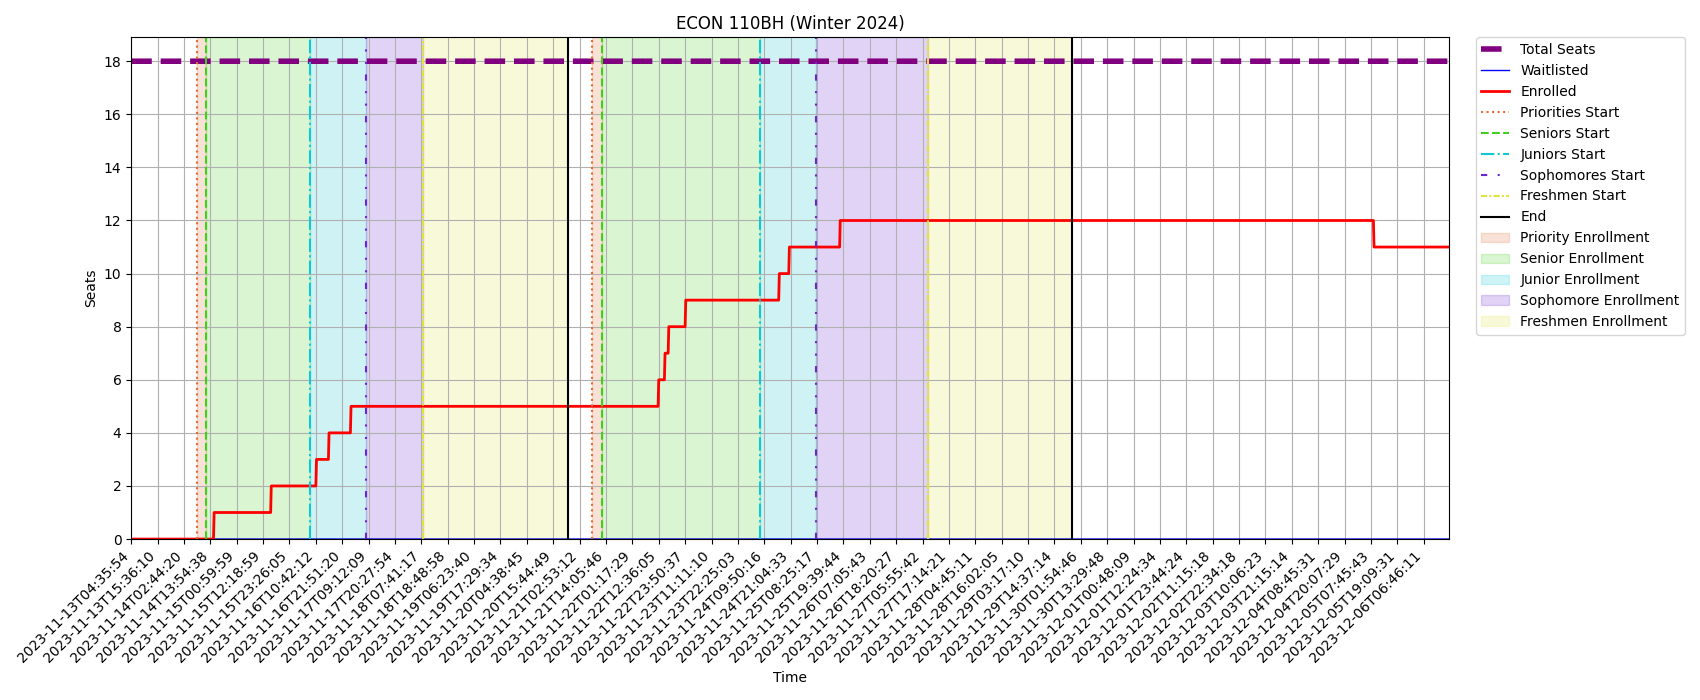 ECON 110BH (Winter 2024)
Seats
18
16
14
12
10
8
6
4
2
0
2023-11-13T04:35:54
2023-11-13T15:36:10
2023-11-14T02:44:20
2023-11-14T13:54:38
2023-11-15T00:59:59
2023-11-15T12:18:59
2023-11-15T23:26:05
2023-11-16T10:42:12
2023-11-16T21:51:20
2023-11-17T09:12:09
2023-11-17T20:27:54
2023-11-18T07:41:17
2023-11-18T18:48:58
2023-11-19T06:23:40
2023-11-19T17:29:34
2023-11-20T04:38:45
2023-11-20T15:44:49
2023-11-21T02:53:12
2023-11-21T14:05:46
2023-11-22T01:17:29
2023-11-22T12:36:05
2023-11-22T23:50:37
2023-11-23T11:11:10
2023-11-23T22:25:03
2023-11-24T09:50:16
2023-11-24T21:04:33
2023-11-25T08:25:17
2023-11-25T19:39:44
2023-11-26T07:05:43
2023-11-26T18:20:27
2023-11-27T05:55:42
2023-11-27T17:14:21
2023-11-28T04:45:11
2023-11-28T16:02:05
2023-11-29T03:17:10
2023-11-29T14:37:14
2023-11-30T01:54:46
2023-11-30T13:29:48
2023-12-01T00:48:09
2023-12-01T12:24:34
2023-12-01T23:44:24
2023-12-02T11:15:18
2023-12-02T22:34:18
2023-12-03T10:06:23
2023-12-03T21:15:14
2023-12-04T08:45:31
2023-12-04T20:07:29
2023-12-05T07:45:43
2023-12-05T19:09:31
2023-12-06T06:46:11
Time
Total Seats
Waitlisted
Enrolled
Priorities Start
Seniors Start
Juniors Start
Sophomores Start
Freshmen Start
End
Priority Enrollment
Senior Enrollment
Junior Enrollment
Sophomore Enrollment
Freshmen Enrollment